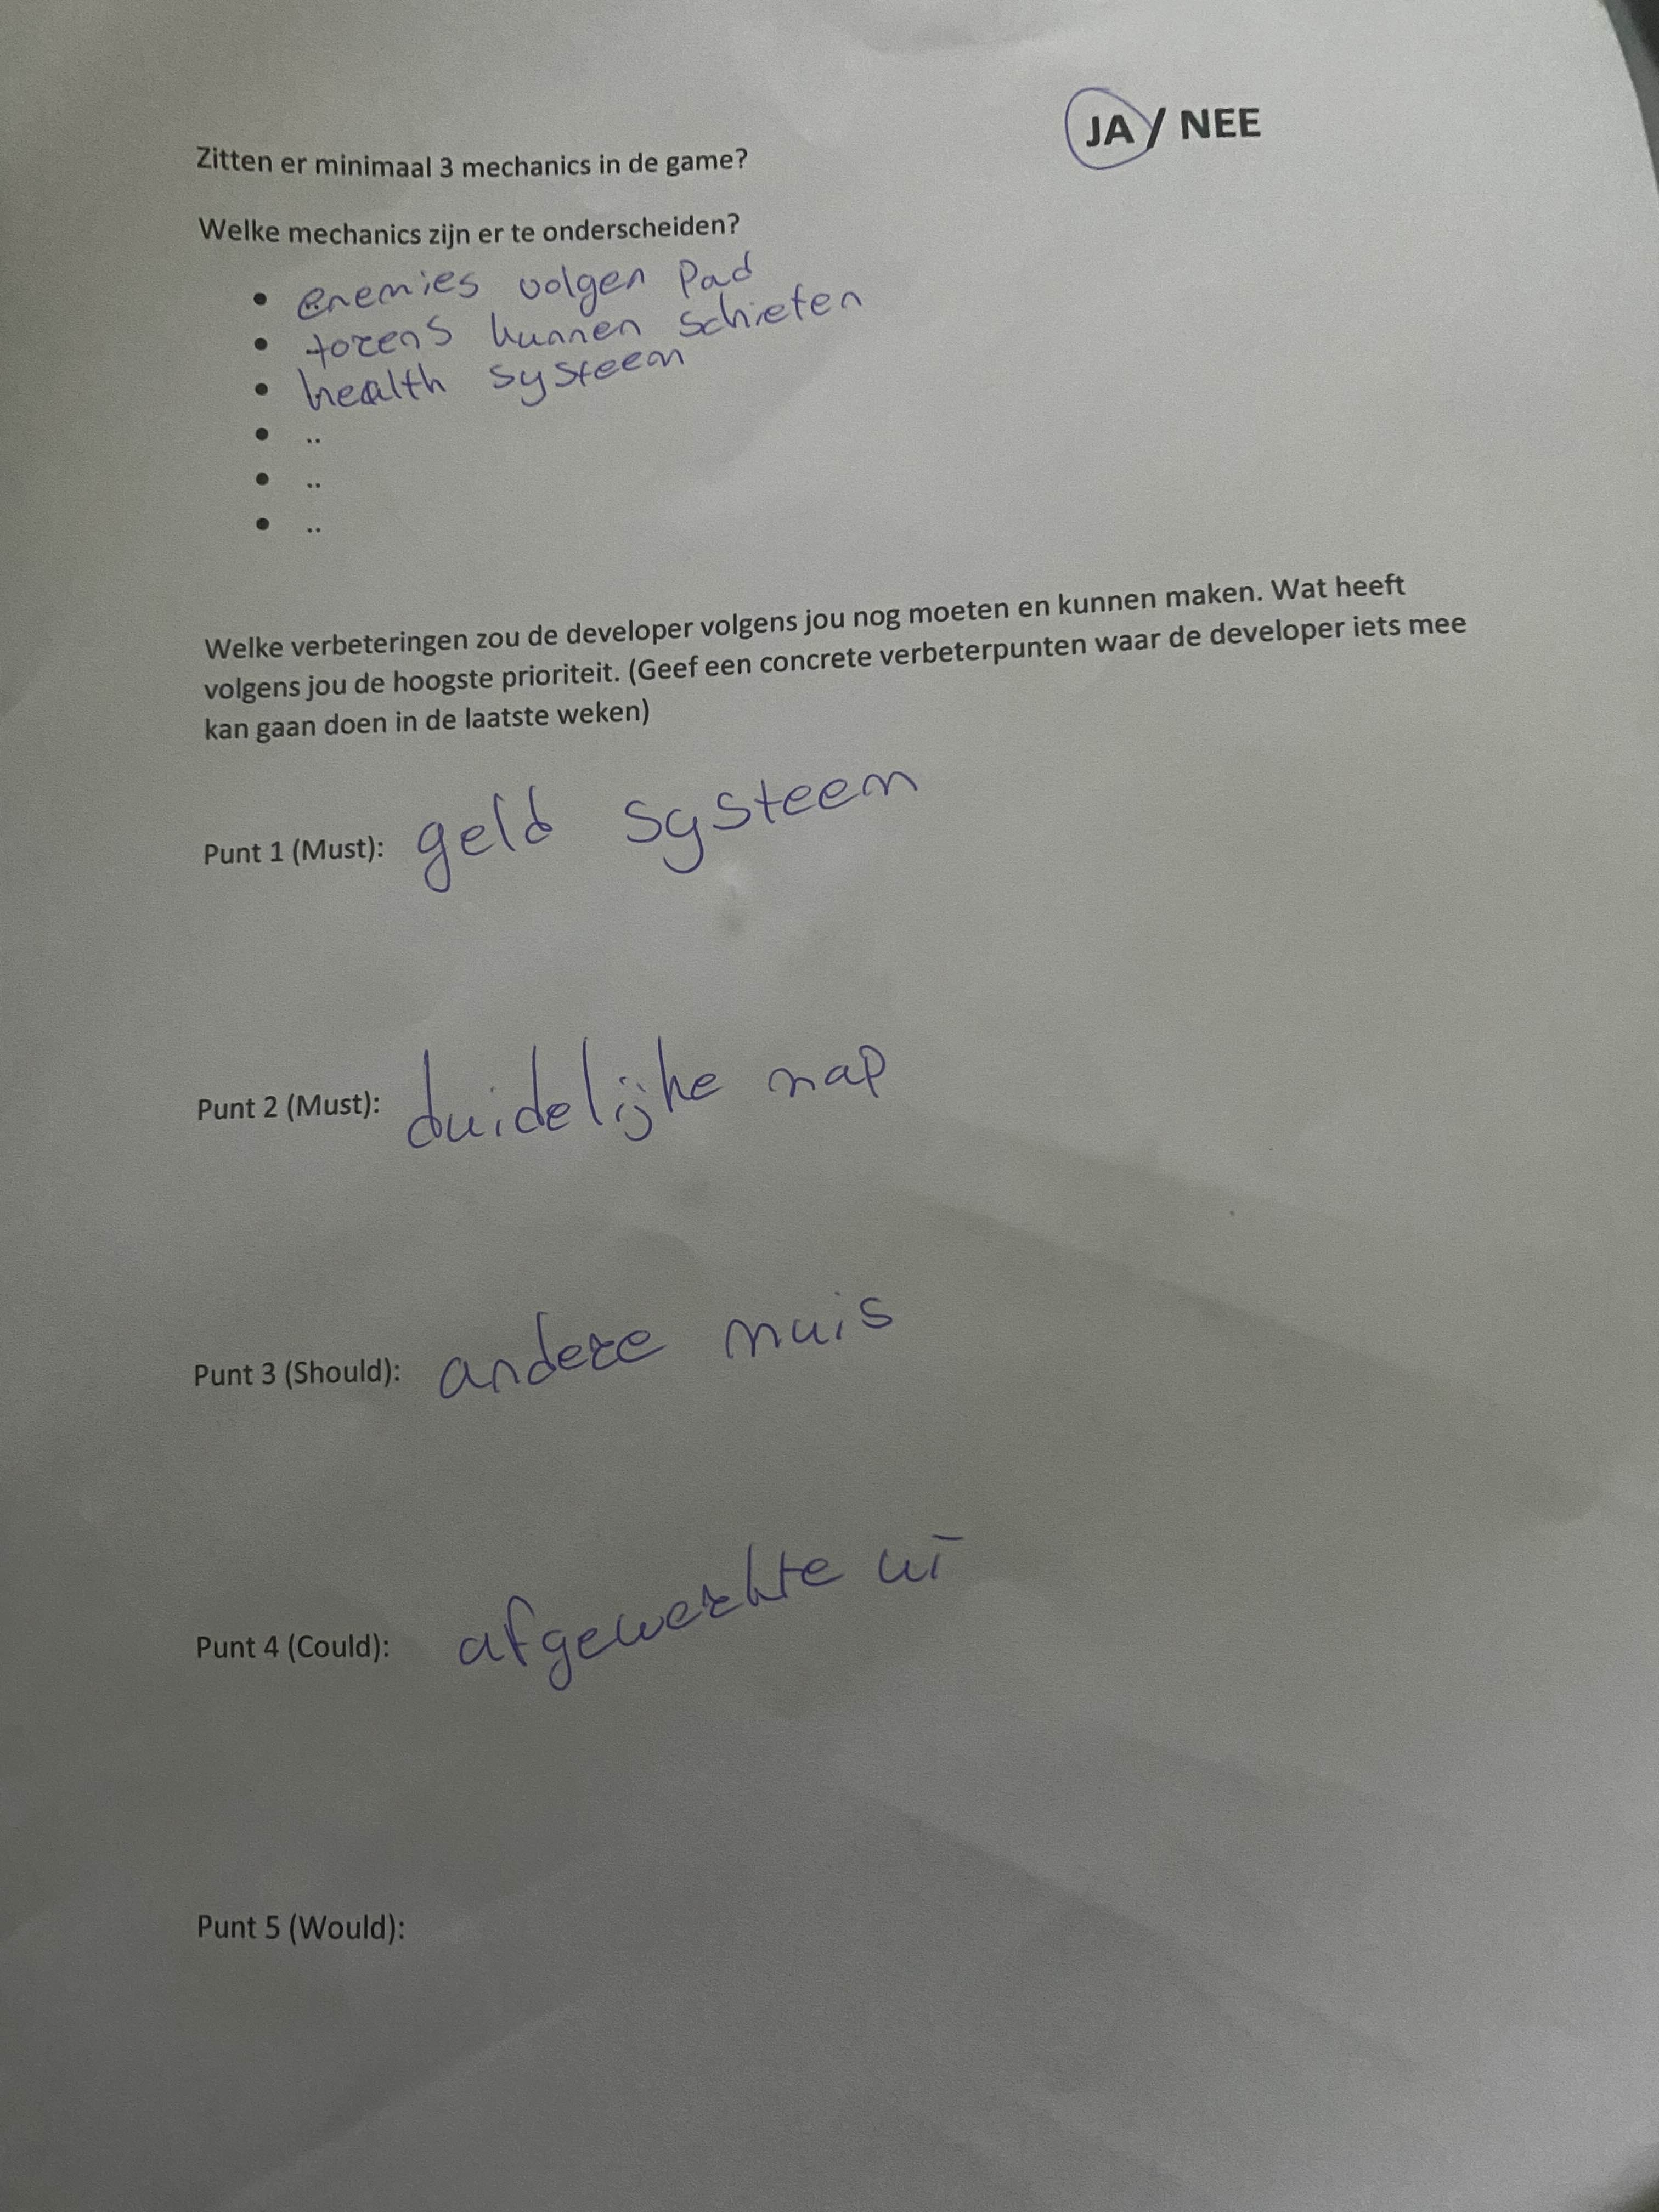 JA / NEE
Zitten er minimaal 3 mechanics in de game?
Welke mechanics zijn er te onderscheiden?
• enemies volgen Pad
• torens kunnen schieten
• health systeem
• ..
• ..
• ..
Welke verbeteringen zou de developer volgens jou nog moeten en kunnen maken. Wat heeft
volgens jou de hoogste prioriteit. (Geef een concrete verbeterpunten waar de developer iets mee
kan gaan doen in de laatste weken)
Punt 1 (Must): geld systeem
Punt 2 (Must): duidelijke map
Punt 3 (Should): andere muis
Punt 4 (Could): afgewerkte ui
Punt 5 (Would):